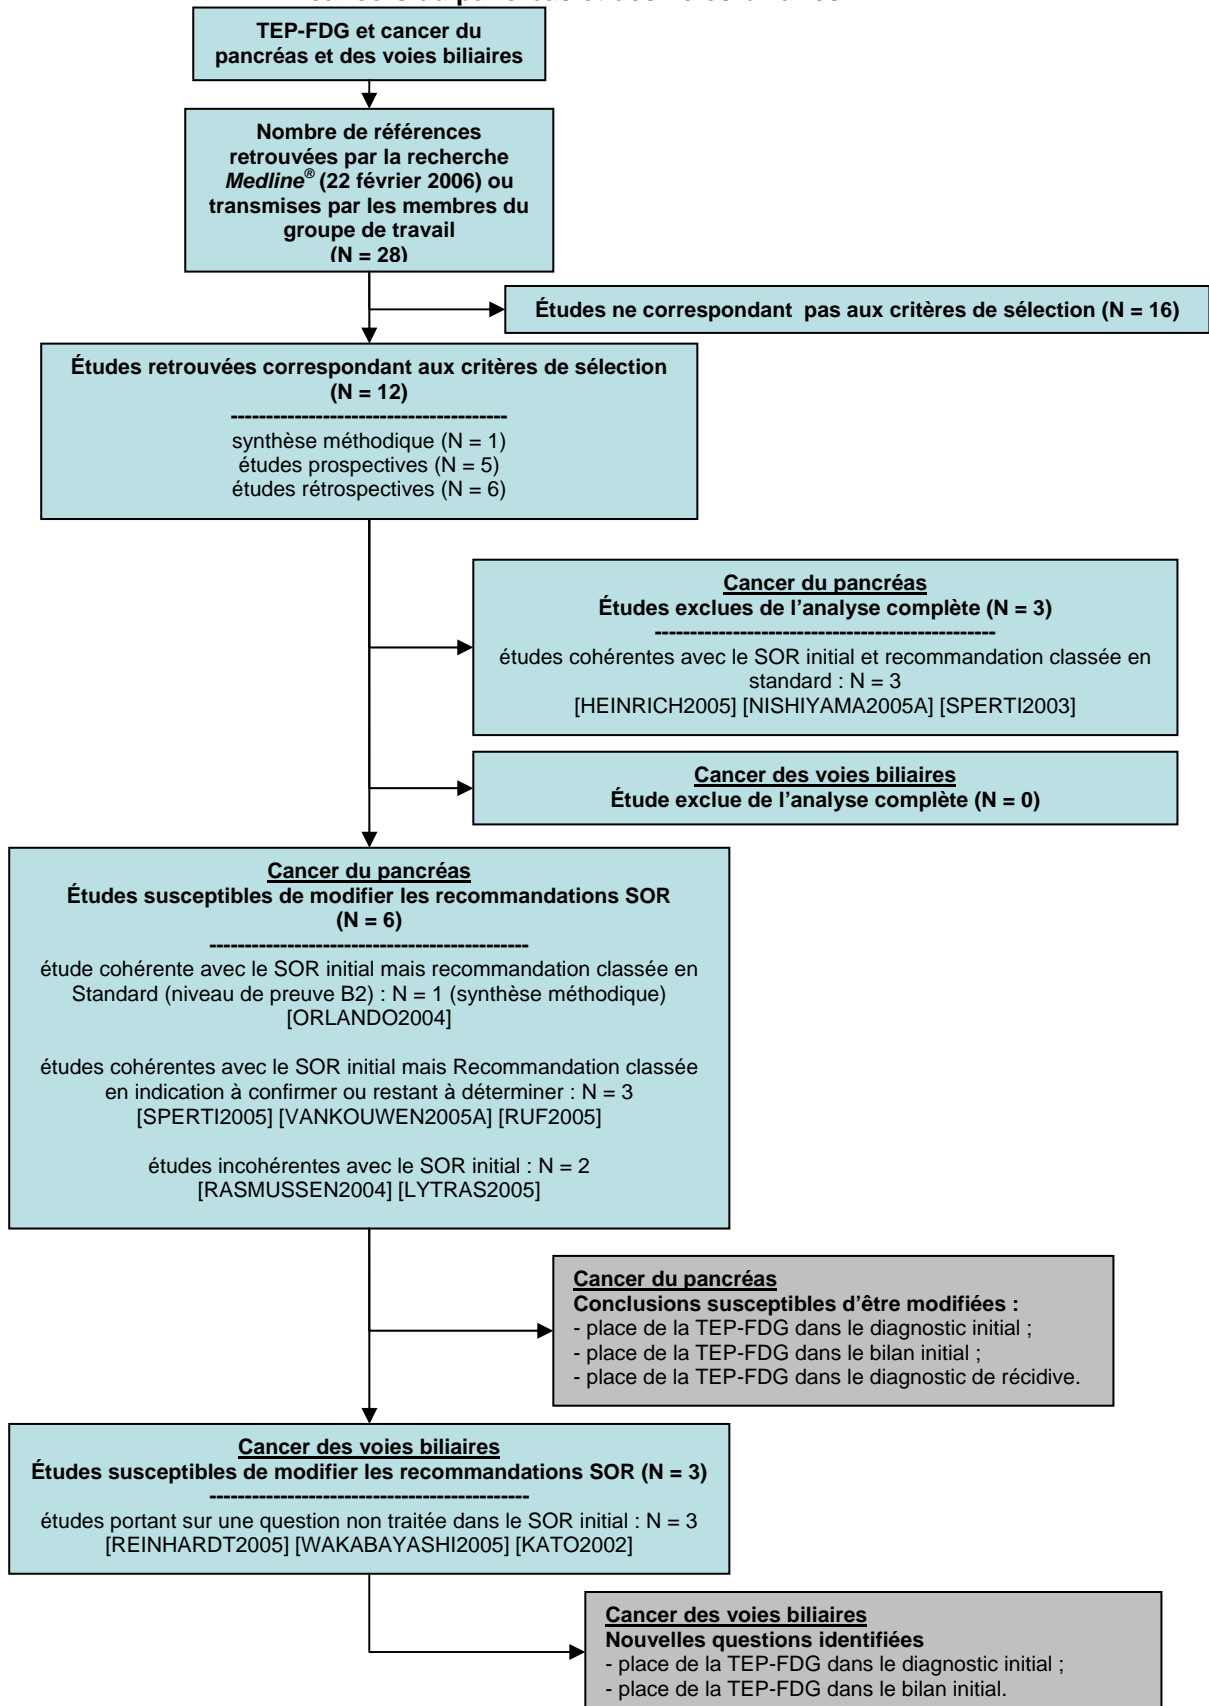 TEP-FDG et cancer du
pancréas et des voies biliaires
Nombre de références
retrouvées par la recherche
Medline® (22 février 2006) ou
transmises par les membres du
groupe de travail
(N = 28)
Études ne correspondant pas aux critères de sélection (N = 16)
Études retrouvées correspondant aux critères de sélection
(N = 12)
---------------------------------------
synthèse méthodique (N = 1)
études prospectives (N = 5)
études rétrospectives (N = 6)
Cancer du pancréas
Études exclues de l’analyse complète (N = 3)
------------------------------------------------
études cohérentes avec le SOR initial et recommandation classée en
standard : N = 3
[HEINRICH2005] [NISHIYAMA2005A] [SPERTI2003]
Cancer des voies biliaires
Étude exclue de l’analyse complète (N = 0)
Cancer du pancréas
Études susceptibles de modifier les recommandations SOR
(N = 6)
---------------------------------------------
étude cohérente avec le SOR initial mais recommandation classée en
Standard (niveau de preuve B2) : N = 1 (synthèse méthodique)
[ORLANDO2004]
études cohérentes avec le SOR initial mais Recommandation classée
en indication à confirmer ou restant à déterminer : N = 3
[SPERTI2005] [VANKOUWEN2005A] [RUF2005]
études incohérentes avec le SOR initial : N = 2
[RASMUSSEN2004] [LYTRAS2005]
Cancer du pancréas
Conclusions susceptibles d’être modifiées :
- place de la TEP-FDG dans le diagnostic initial ;
- place de la TEP-FDG dans le bilan initial ;
- place de la TEP-FDG dans le diagnostic de récidive.
Cancer des voies biliaires
Études susceptibles de modifier les recommandations SOR (N = 3)
---------------------------------------------
études portant sur une question non traitée dans le SOR initial : N = 3
[REINHARDT2005] [WAKABAYASHI2005] [KATO2002]
Cancer des voies biliaires
Nouvelles questions identifiées
- place de la TEP-FDG dans le diagnostic initial ;
- place de la TEP-FDG dans le bilan initial.